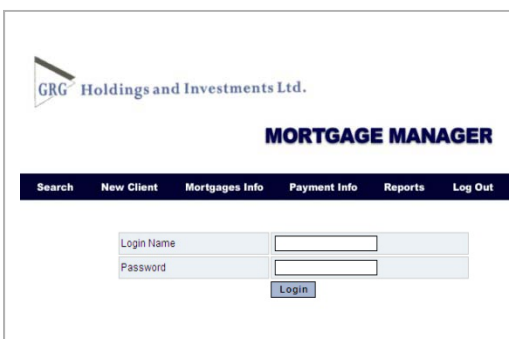 GRG Holdings and Investments Ltd.
MORTGAGE MANAGER
Search New Client Mortgages Info Payment Info Reports Log Out
Login Name
Password
Login